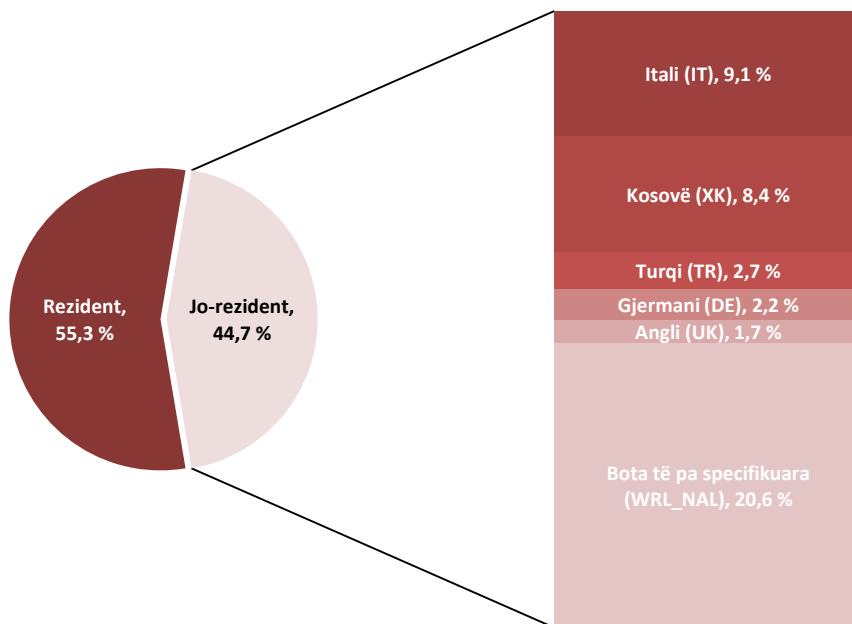 Rezident,
55,3 %
Jo-rezident,
44,7 %
Itali (IT), 9,1 %
Kosovë (XK), 8,4 %
Turqi (TR), 2,7 %
Gjermani (DE), 2,2 %
Angli (UK), 1,7 %
Bota të pa specifikuara
(WRL_NAL), 20,6 %